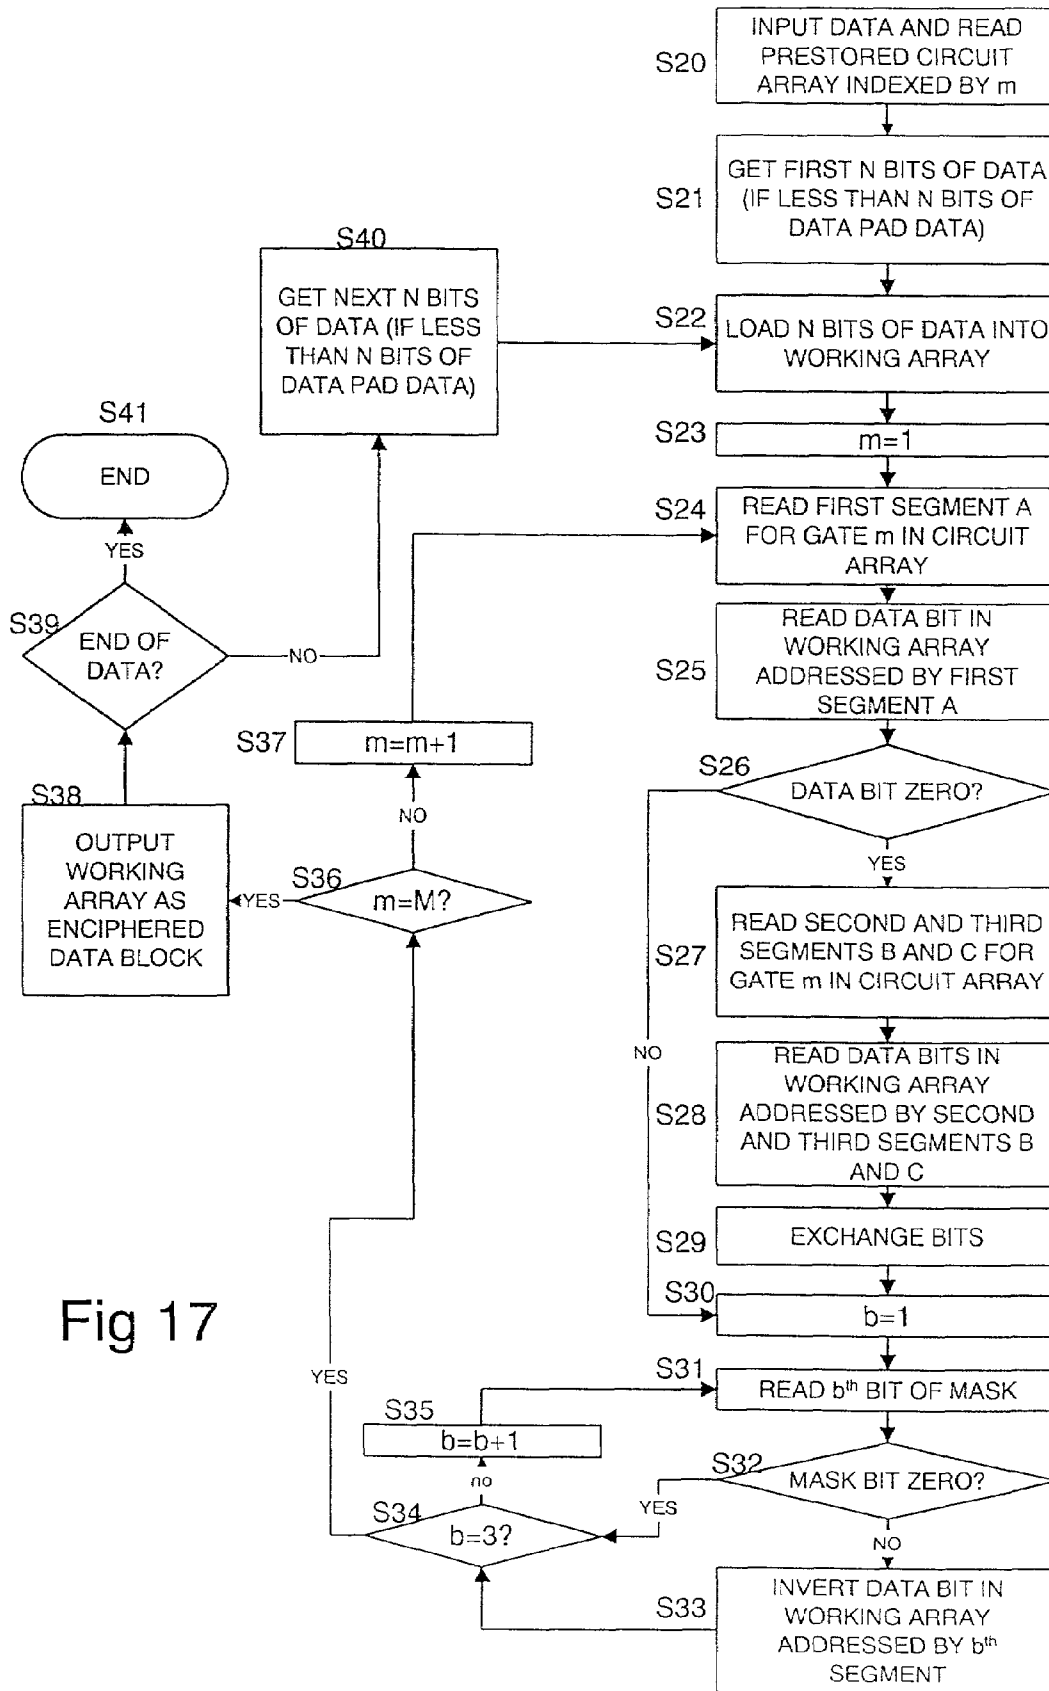 S20
INPUT DATA AND READ
PRESTORED CIRCUIT
ARRAY INDEXED BY m
S21
GET FIRST N BITS OF DATA
(IF LESS THAN N BITS OF
DATA PAD DATA)
S40
GET NEXT N BITS
OF DATA (IF LESS
THAN N BITS OF
DATA PAD DATA)
S22
LOAD N BITS OF DATA INTO
WORKING ARRAY
S41
END
S23
m=1
S24
READ FIRST SEGMENT A
FOR GATE m IN CIRCUIT
ARRAY
YES
S39
END OF
DATA?
NO
S25
READ DATA BIT IN
WORKING ARRAY
ADDRESSED BY FIRST
SEGMENT A
S37
m=m+1
S26
DATA BIT ZERO?
NO
YES
S38
OUTPUT
WORKING
ARRAY AS
ENCIPHERED
DATA BLOCK
S36
YES
m=M?
NO
S27
READ SECOND AND THIRD
SEGMENTS B AND C FOR
GATE m IN CIRCUIT ARRAY
S28
READ DATA BITS IN
WORKING ARRAY
ADDRESSED BY SECOND
AND THIRD SEGMENTS B
AND C
S29
EXCHANGE BITS
S30
b=1
Fig 17
YES
S31
READ bth BIT OF MASK
S35
b=b+1
no
S32
MASK BIT ZERO?
YES
S34
b=3?
NO
S33
INVERT DATA BIT IN
WORKING ARRAY
ADDRESSED BY bth
SEGMENT